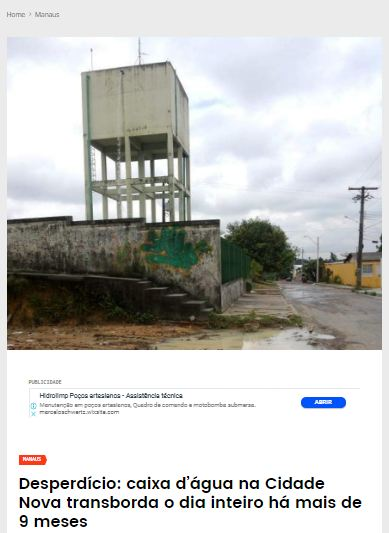 Home > Manaus
PUBLICIDADE
Hidrolimp Poços artesianos - Assistência técnica
Manutenção em poços artesianos, Quadro de comando e motobomba submersa.
marceloschwartz.wixsite.com
ABRIR
MANAUS
Desperdício: caixa d'água na Cidade
Nova transborda o dia inteiro há mais de
9 meses